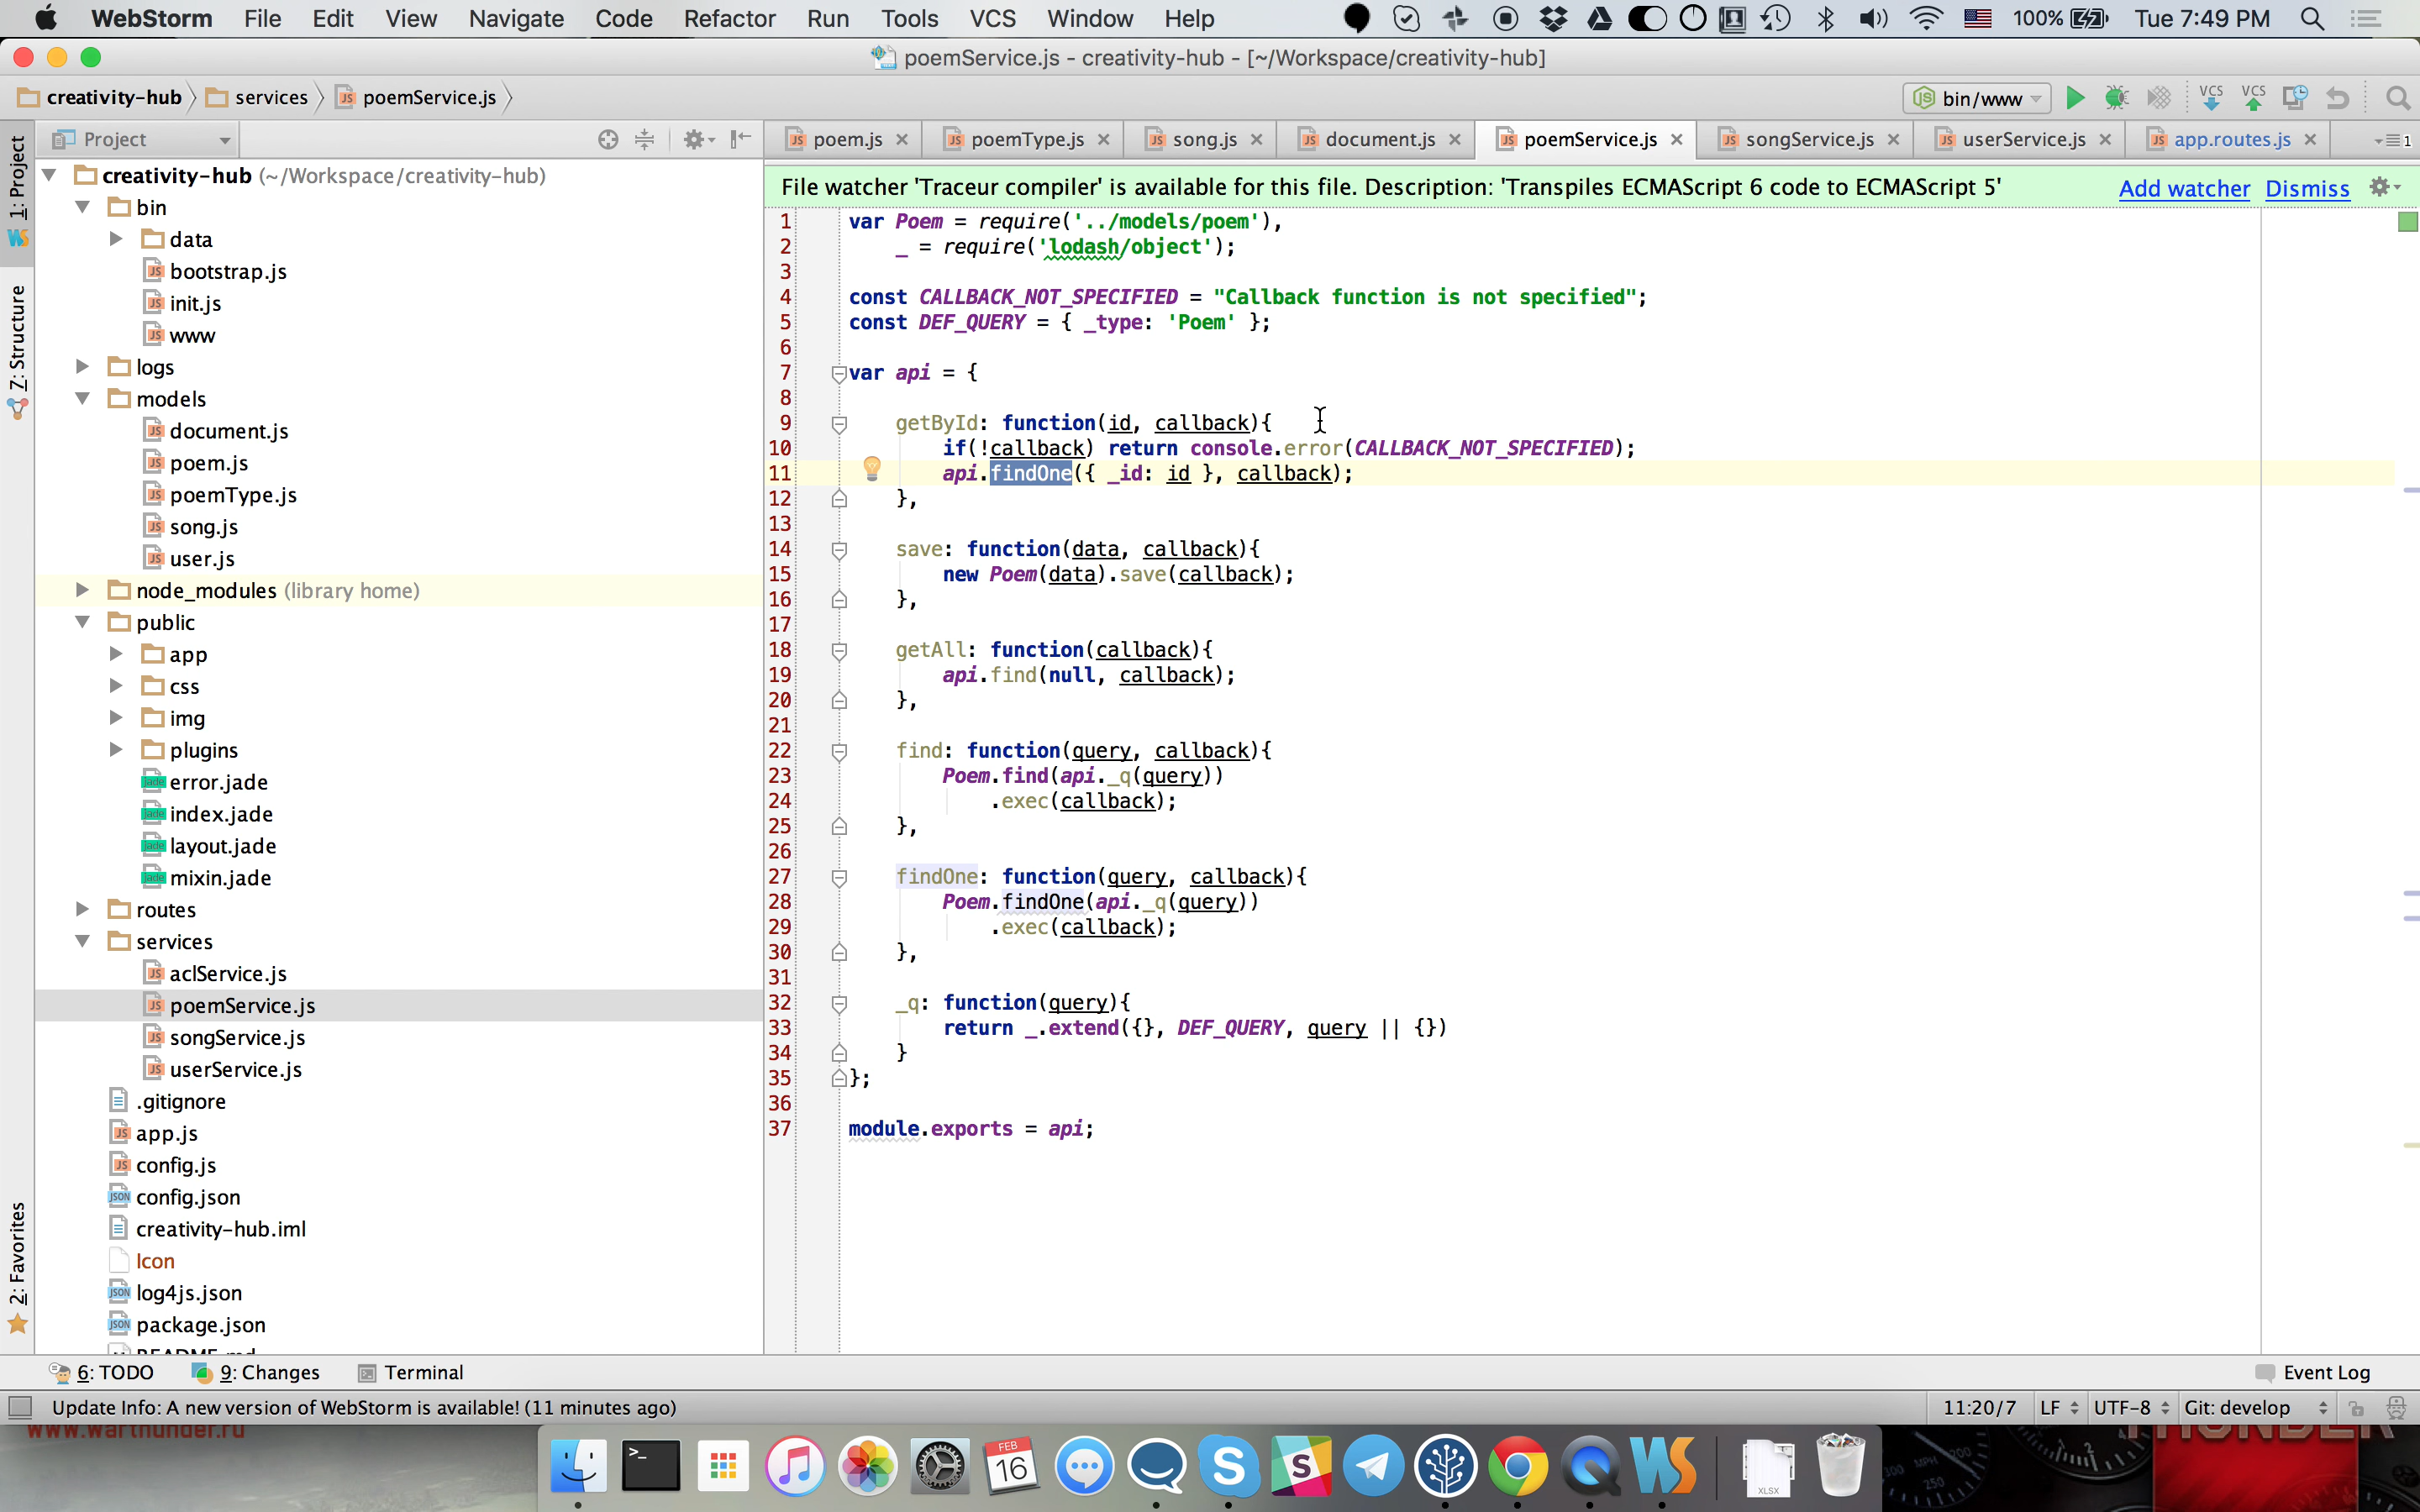 WebStorm File Edit View Navigate Code Refactor Run Tools VCS Window Help 100% Tue 7:49 PM
poemService.js - creativity-hub - [~/Workspace/creativity-hub]
creativity-hub services poemService.js bin/www VCS VCS
Project poem.js poemType.js song.js document.js poemService.js songService.js userService.js app.routes.js 1
1: Project
7: Structure
2: Favorites
creativity-hub (~/Workspace/creativity-hub)
bin
data
bootstrap.js
init.js
www
logs
models
document.js
poem.js
poemType.js
song.js
user.js
node_modules (library home)
public
app
css
img
plugins
error.jade
index.jade
layout.jade
mixin.jade
routes
services
aclService.js
poemService.js
songService.js
userService.js
.gitignore
app.js
config.js
config.json
creativity-hub.iml
Icon
log4js.json
package.json
README.md
File watcher 'Traceur compiler' is available for this file. Description: 'Transpiles ECMAScript 6 code to ECMAScript 5' Add watcher Dismiss
1 var Poem = require('../models/poem'),
2 _ = require('lodash/object');
3
4 const CALLBACK_NOT_SPECIFIED = "Callback function is not specified";
5 const DEF_QUERY = { _type: 'Poem' };
6
7 var api = {
8
9 getById: function(id, callback){
10 if(!callback) return console.error(CALLBACK_NOT_SPECIFIED);
11 api.findOne({ _id: id }, callback);
12 },
13
14 save: function(data, callback){
15 new Poem(data).save(callback);
16 },
17
18 getAll: function(callback){
19 api.find(null, callback);
20 },
21
22 find: function(query, callback){
23 Poem.find(api._q(query))
24 .exec(callback);
25 },
26
27 findOne: function(query, callback){
28 Poem.findOne(api._q(query))
29 .exec(callback);
30 },
31
32 _q: function(query){
33 return _.extend({}, DEF_QUERY, query || {})
34 }
35 };
36
37 module.exports = api;
6: TODO 9: Changes Terminal Event Log
Update Info: A new version of WebStorm is available! (11 minutes ago) 11:20/7 LF UTF-8 Git: develop
www.warthunder.ru
FEB
16
XLSX